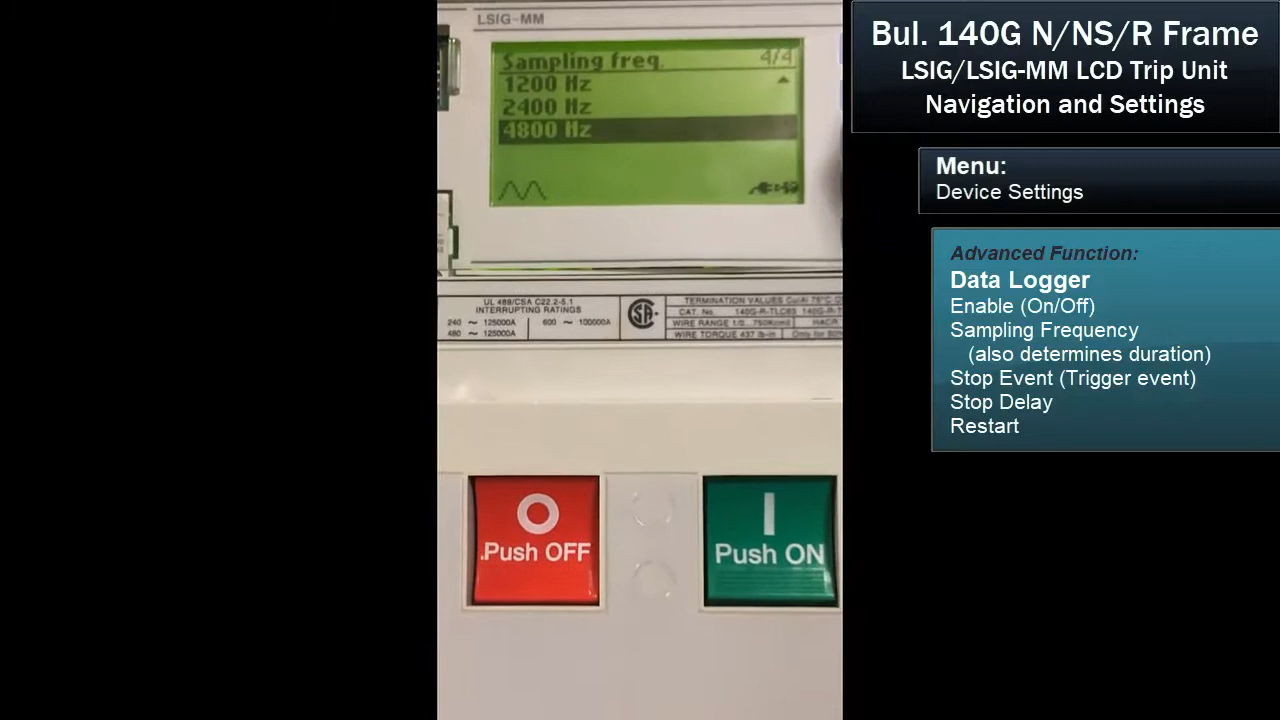 LSIG-MM
Sampling freq. 4/4
1200 Hz
2400 Hz
4800 Hz
UL 489/CSA C22.2-5.1
INTERRUPTING RATINGS
240 ~ 125000A
600 ~ 100000A
480 ~ 125000A
TERMINATION VALUES Cu/Al 75°C
CAT. No. 140G-R-TLC63 140G-R-T
WIRE RANGE 1/0
WIRE TORQUE 437 lb-in
Only for 80%
O
Push OFF
I
Push ON
Bul. 140G N/NS/R Frame
LSIG/LSIG-MM LCD Trip Unit
Navigation and Settings
Menu:
Device Settings
Advanced Function:
Data Logger
Enable (On/Off)
Sampling Frequency
(also determines duration)
Stop Event (Trigger event)
Stop Delay
Restart